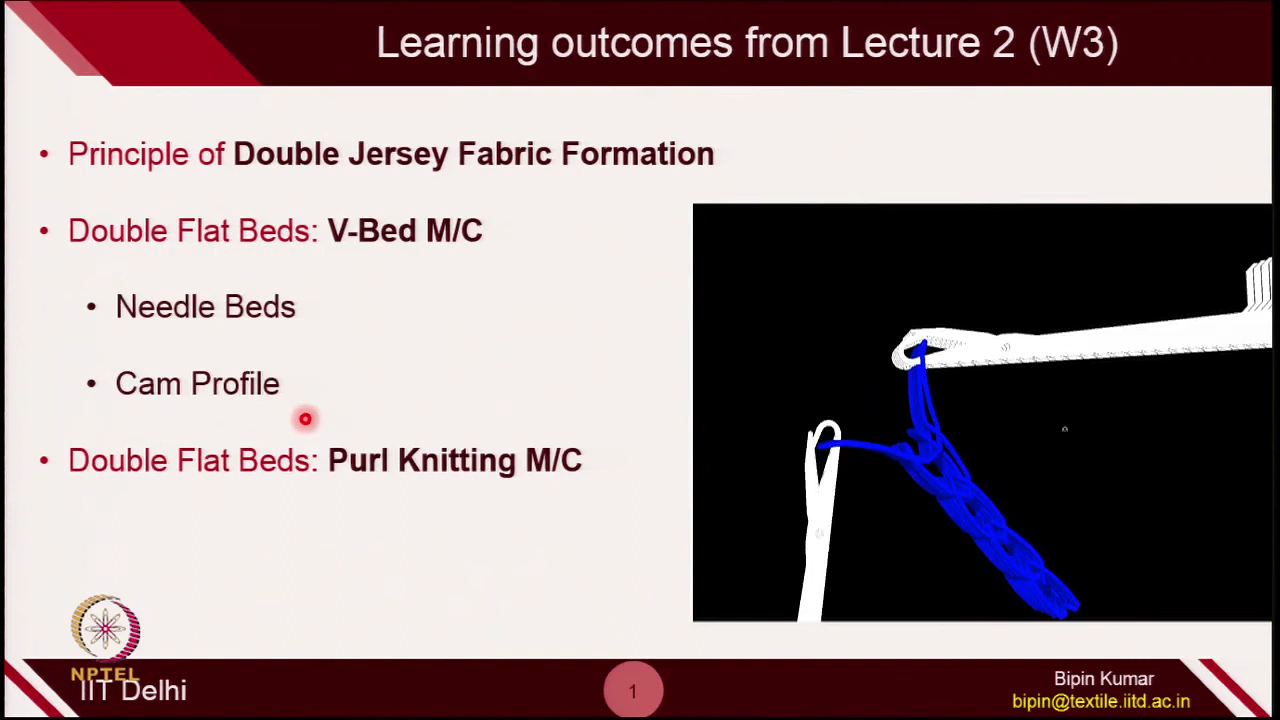 Learning outcomes from Lecture 2 (W3)
• Principle of Double Jersey Fabric Formation
• Double Flat Beds: V-Bed M/C
• Needle Beds
• Cam Profile
• Double Flat Beds: Purl Knitting M/C
NPTEL
IIT Delhi
1
Bipin Kumar
bipin@textile.iitd.ac.in